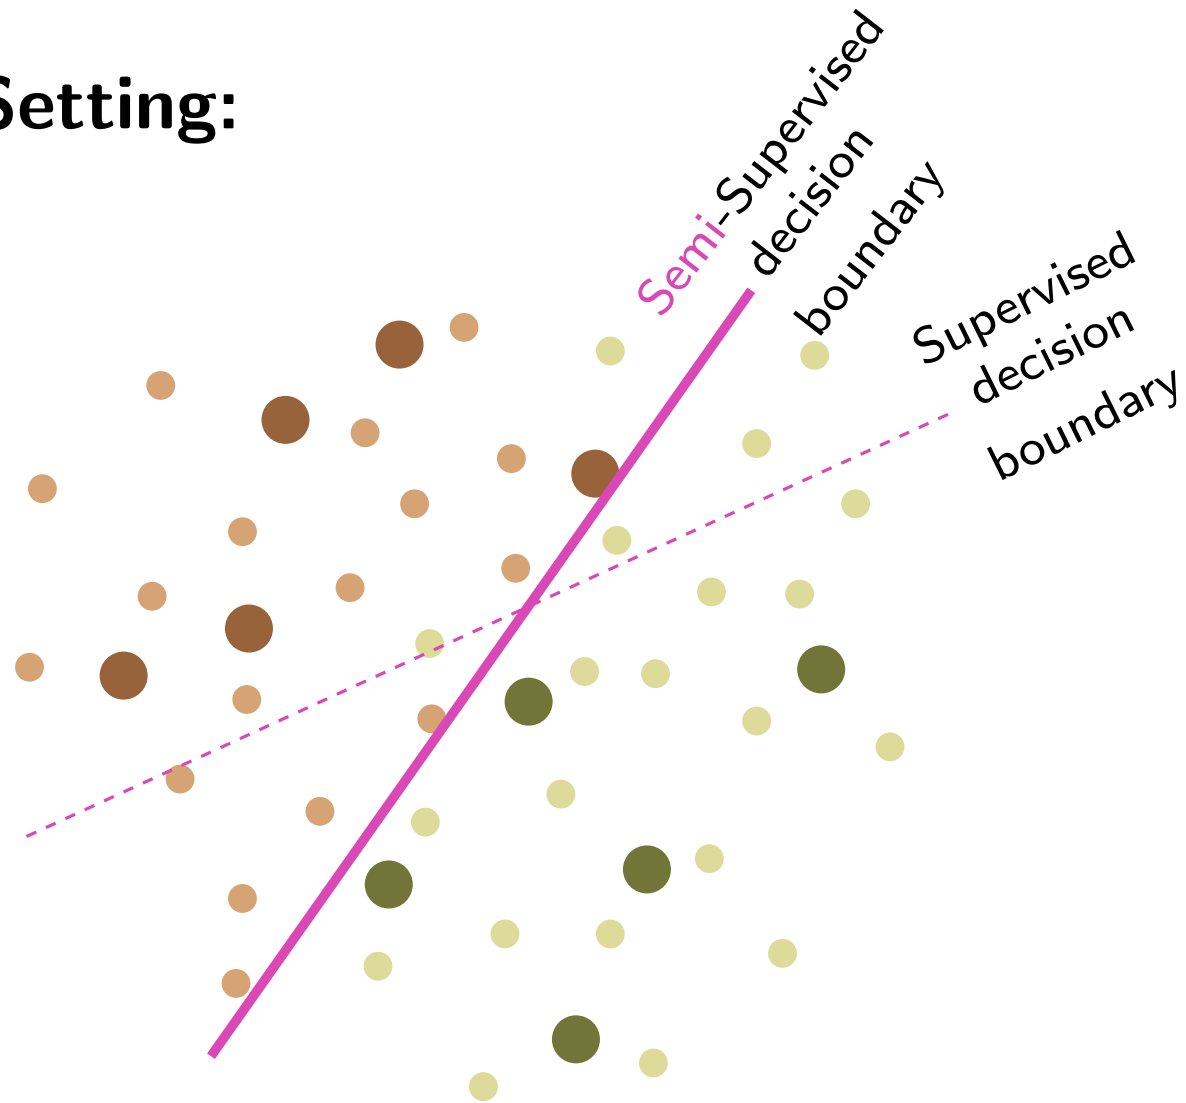 Setting:
Semi-Supervised
decision
boundary
Supervised
decision
boundary